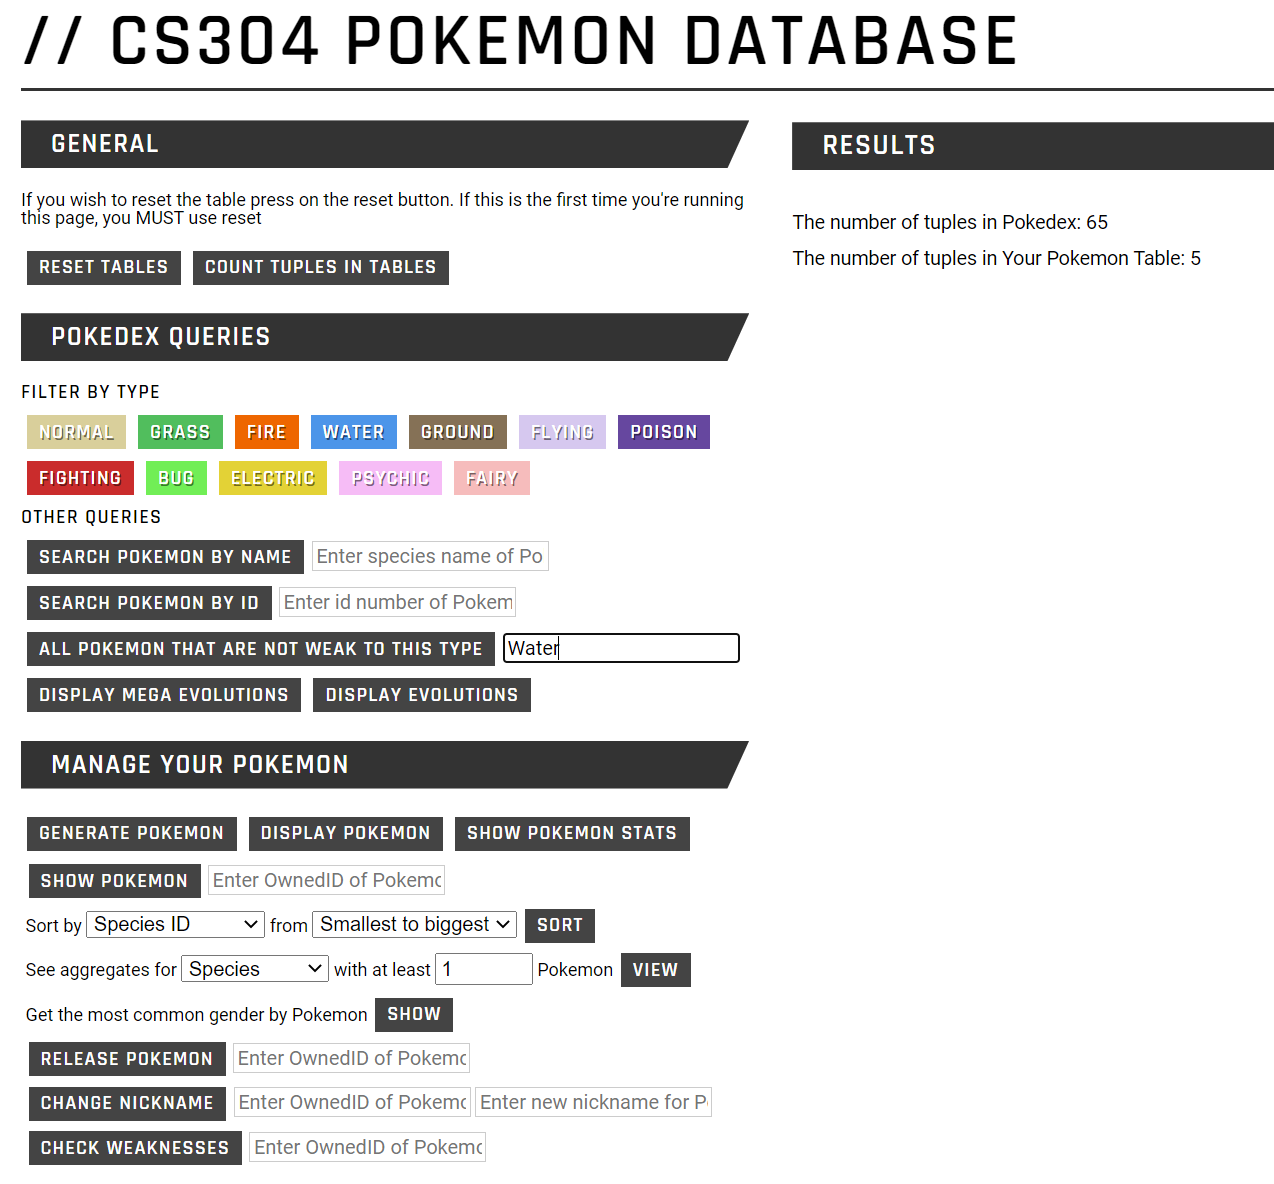 // CS304 POKEMON DATABASE
GENERAL
If you wish to reset the table press on the reset button. If this is the first time you're running
this page, you MUST use reset
RESET TABLES COUNT TUPLES IN TABLES
POKEDEX QUERIES
FILTER BY TYPE
NORMAL GRASS FIRE WATER GROUND FLYING POISON
FIGHTING BUG ELECTRIC PSYCHIC FAIRY
OTHER QUERIES
SEARCH POKEMON BY NAME Enter species name of Po
SEARCH POKEMON BY ID Enter id number of Pokem
ALL POKEMON THAT ARE NOT WEAK TO THIS TYPE Water
DISPLAY MEGA EVOLUTIONS DISPLAY EVOLUTIONS
MANAGE YOUR POKEMON
GENERATE POKEMON DISPLAY POKEMON SHOW POKEMON STATS
SHOW POKEMON Enter OwnedID of Pokemc
Sort by Species ID from Smallest to biggest SORT
See aggregates for Species with at least 1 Pokemon VIEW
Get the most common gender by Pokemon SHOW
RELEASE POKEMON Enter OwnedID of Pokemc
CHANGE NICKNAME Enter OwnedID of Pokemc Enter new nickname for P
CHECK WEAKNESSES Enter OwnedID of Pokemc
RESULTS
The number of tuples in Pokedex: 65
The number of tuples in Your Pokemon Table: 5